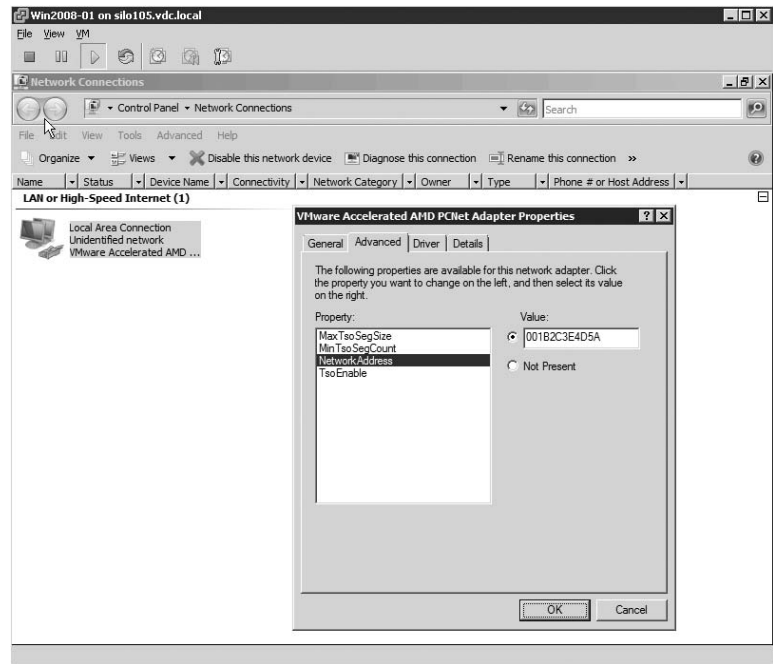 Win2008-01 on silo105.vdc.local
File View VM
Network Connections
Control Panel Network Connections
Search
File Edit View Tools Advanced Help
Organize Views Disable this network device Diagnose this connection Rename this connection »
Name Status Device Name Connectivity Network Category Owner Type Phone # or Host Address
LAN or High-Speed Internet (1)
Local Area Connection
Unidentified network
VMware Accelerated AMD ...
VMware Accelerated AMD PCNet Adapter Properties
General Advanced Driver Details
The following properties are available for this network adapter. Click
the property you want to change on the left, and then select its value
on the right.
Property:
Value:
MaxTsoSegSize
MinTsoSegCount
NetworkAddress
TsoEnable
001B2C3E4D5A
Not Present
OK Cancel